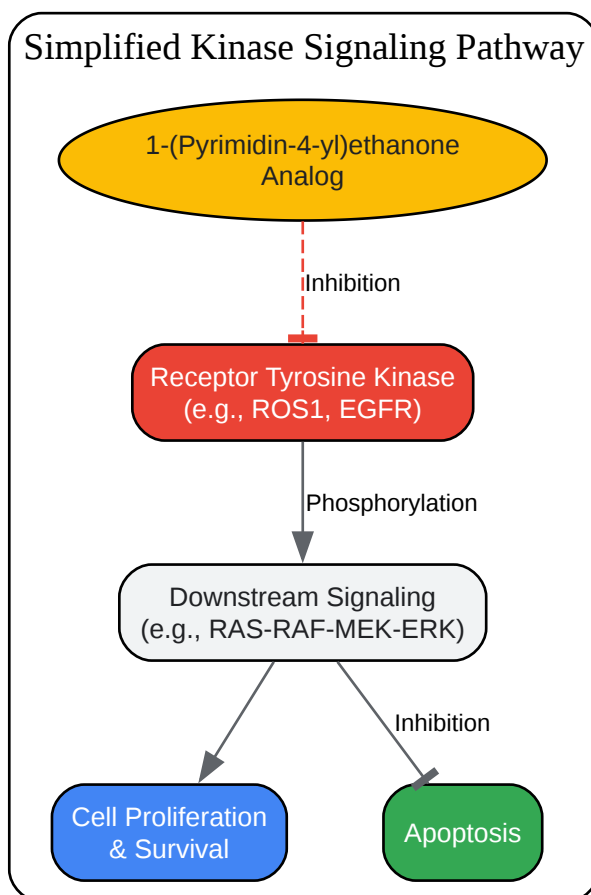 Simplified Kinase Signaling Pathway
1-(Pyrimidin-4-yl)ethanone
Analog
Inhibition
Receptor Tyrosine Kinase
(e.g., ROS1, EGFR)
Phosphorylation
Downstream Signaling
(e.g., RAS-RAF-MEK-ERK)
Inhibition
Cell Proliferation
& Survival
Apoptosis